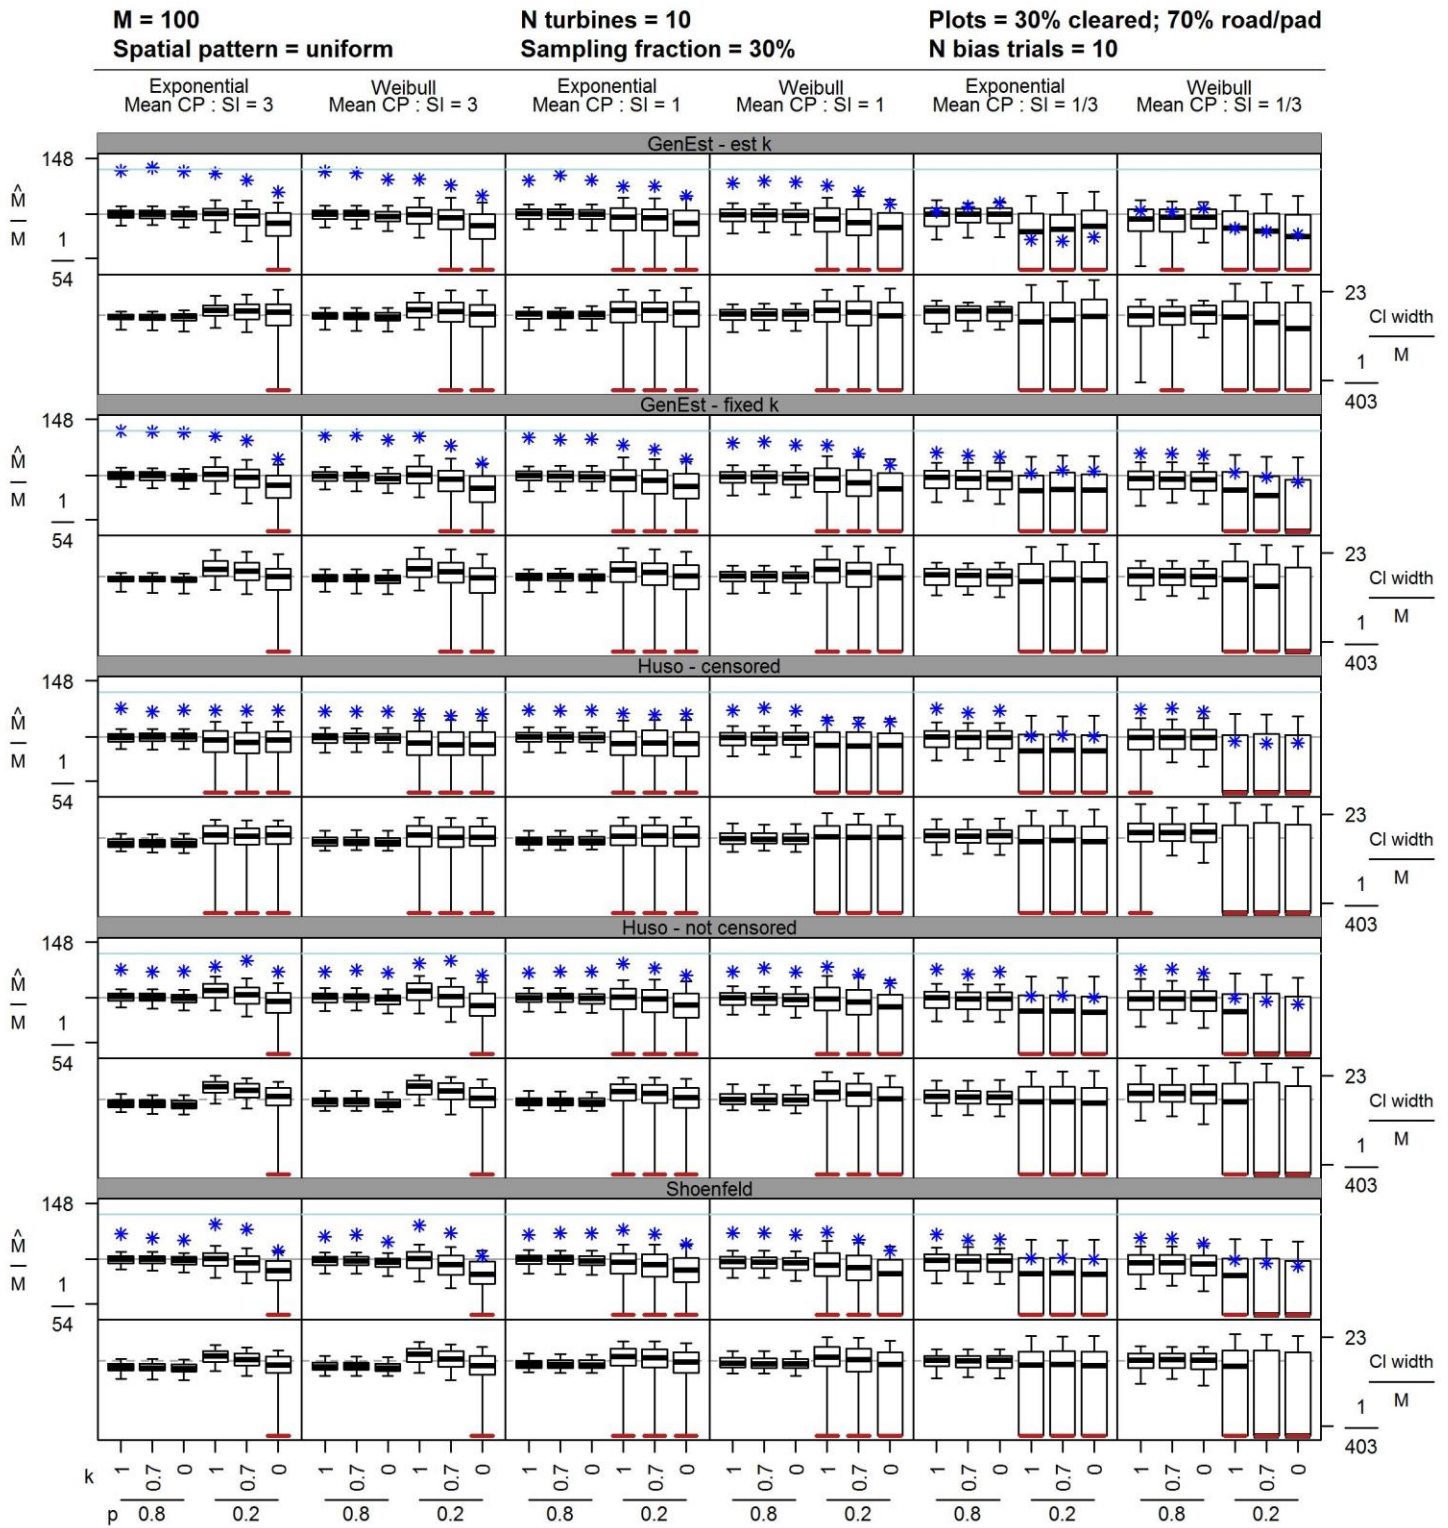 M = 100 N turbines = 10 Plots = 30% cleared; 70% road/pad
Spatial pattern = uniform Sampling fraction = 30% N bias trials = 10
Exponential Weibull Exponential Weibull Exponential Weibull
Mean CP : SI = 3 Mean CP : SI = 3 Mean CP : SI = 1 Mean CP : SI = 1 Mean CP : SI = 1/3 Mean CP : SI = 1/3
GenEst - est k
148
^
M
M
1
54
23
CI width
M
1
403
GenEst - fixed k
148
^
M
M
1
54
23
CI width
M
1
403
Huso - censored
148
^
M
M
1
54
23
CI width
M
1
403
Huso - not censored
148
^
M
M
1
54
23
CI width
M
1
403
Shoenfeld
148
^
M
M
1
54
23
CI width
M
1
403
k 1 0.7 0 1 0.7 0 1 0.7 0 1 0.7 0 1 0.7 0 1 0.7 0 1 0.7 0 1 0.7 0 1 0.7 0 1 0.7 0 1 0.7 0 1 0.7 0
p 0.8 0.2 0.8 0.2 0.8 0.2 0.8 0.2 0.8 0.2 0.8 0.2